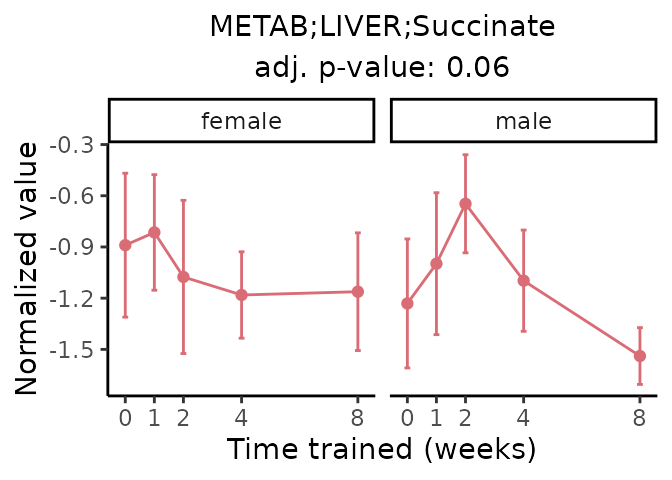 METAB;LIVER;Succinate
adj. p-value: 0.06
female
male
Normalized value
-0.3
-0.6
-0.9
-1.2
-1.5
0 1 2 4 8
0 1 2 4 8
Time trained (weeks)